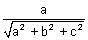 a
√a² + b² + c²